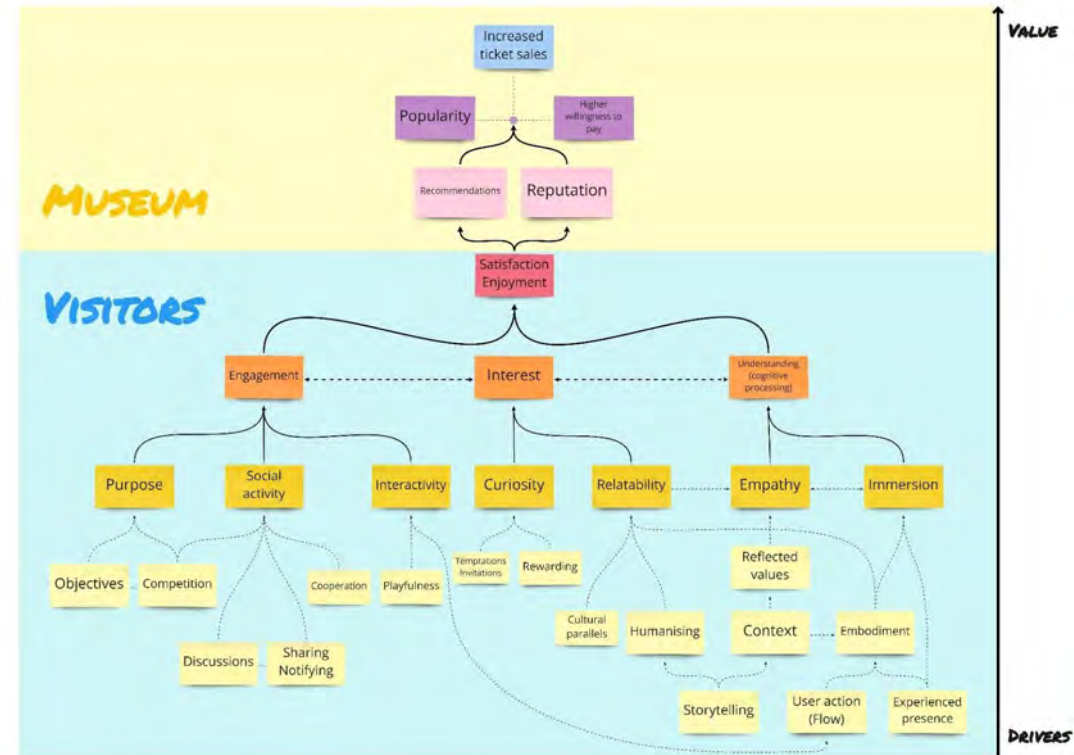 VALUE
Increased
ticket sales
Popularity
Higher
willingness to
pay
Recommendations
Reputation
MUSEUM
Satisfaction
Enjoyment
VISITORS
Engagement
Interest
Understanding
(cognitive
processing)
Purpose
Social
activity
Interactivity
Curiosity
Relatability
Empathy
Immersion
Objectives
Competition
Cooperation
Playfulness
Temptations
Invitations
Rewarding
Reflected
values
Cultural
parallels
Humanising
Context
Embodiment
Discussions
Sharing
Notifying
Storytelling
User action
(Flow)
Experienced
presence
DRIVERS